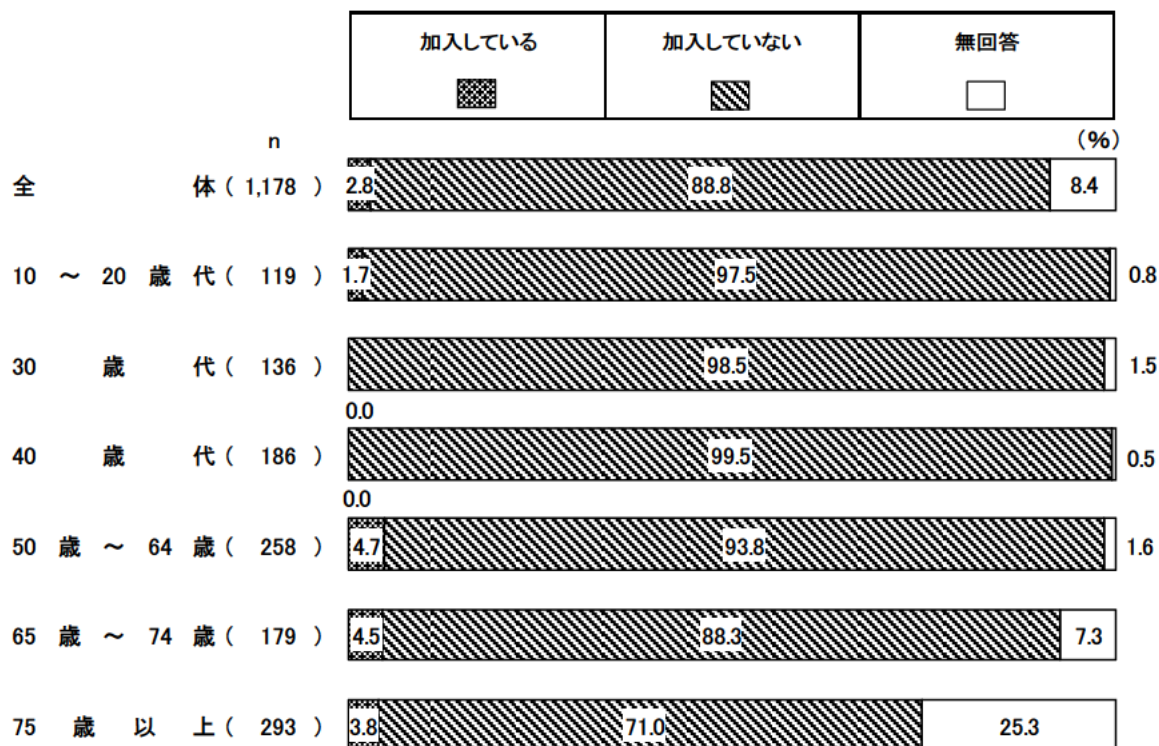 加入している 加入していない 無回答
n (%)
全体( 1,178 ) 2.8 88.8 8.4
10 ～ 20 歳代( 119 ) 1.7 97.5 0.8
30 歳代( 136 ) 98.5 1.5
0.0
40 歳代( 186 ) 99.5 0.5
0.0
50 歳 ～ 64 歳( 258 ) 4.7 93.8 1.6
65 歳 ～ 74 歳( 179 ) 4.5 88.3 7.3
75 歳以上( 293 ) 3.8 71.0 25.3